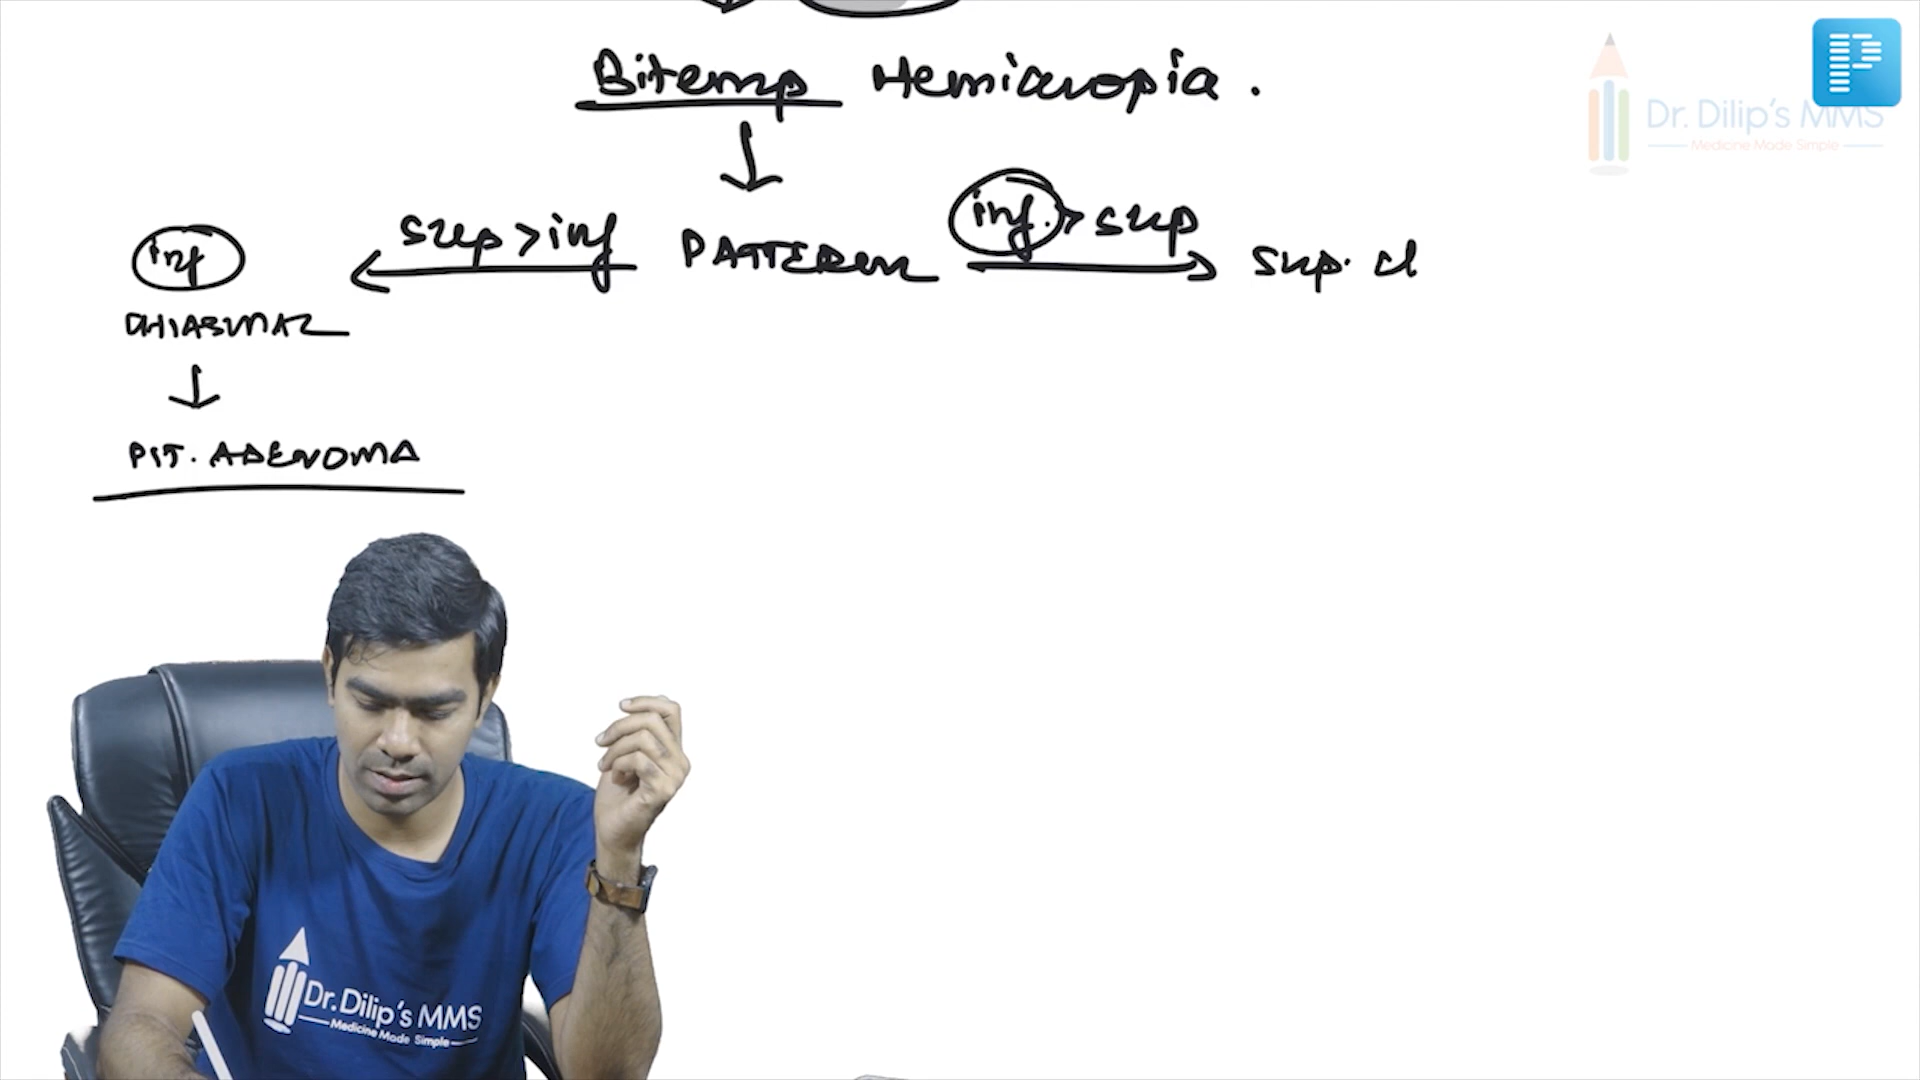 Bitemp Hemianopia.
sup > inf
inf. > sup
inf
PATTERN
sup. cl
CHIASMAL
PIT. ADENOMA
Dr. Dilip's MMS
Medicine Made Simple
P
Dr. Dilip's MMS
Medicine Made Simple